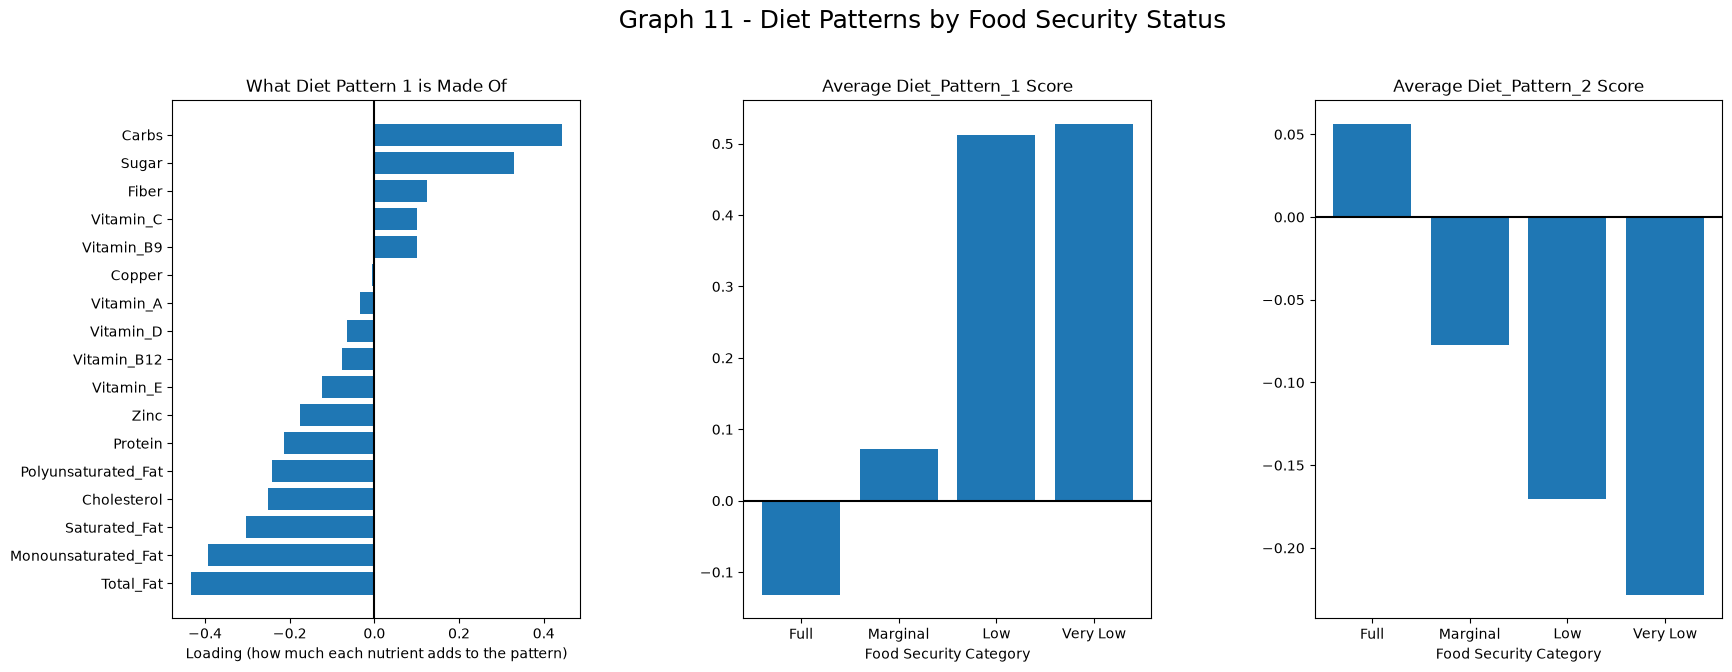 Graph 11 - Diet Patterns by Food Security Status
What Diet Pattern 1 is Made Of
Carbs
Sugar
Fiber
Vitamin_C
Vitamin_B9
Copper
Vitamin_A
Vitamin_D
Vitamin_B12
Vitamin_E
Zinc
Protein
Polyunsaturated_Fat
Cholesterol
Saturated_Fat
Monounsaturated_Fat
Total_Fat
−0.4 −0.2 0.0 0.2 0.4
Loading (how much each nutrient adds to the pattern)
Average Diet_Pattern_1 Score
0.5
0.4
0.3
0.2
0.1
0.0
−0.1
Full Marginal Low Very Low
Food Security Category
Average Diet_Pattern_2 Score
0.05
0.00
−0.05
−0.10
−0.15
−0.20
Full Marginal Low Very Low
Food Security Category